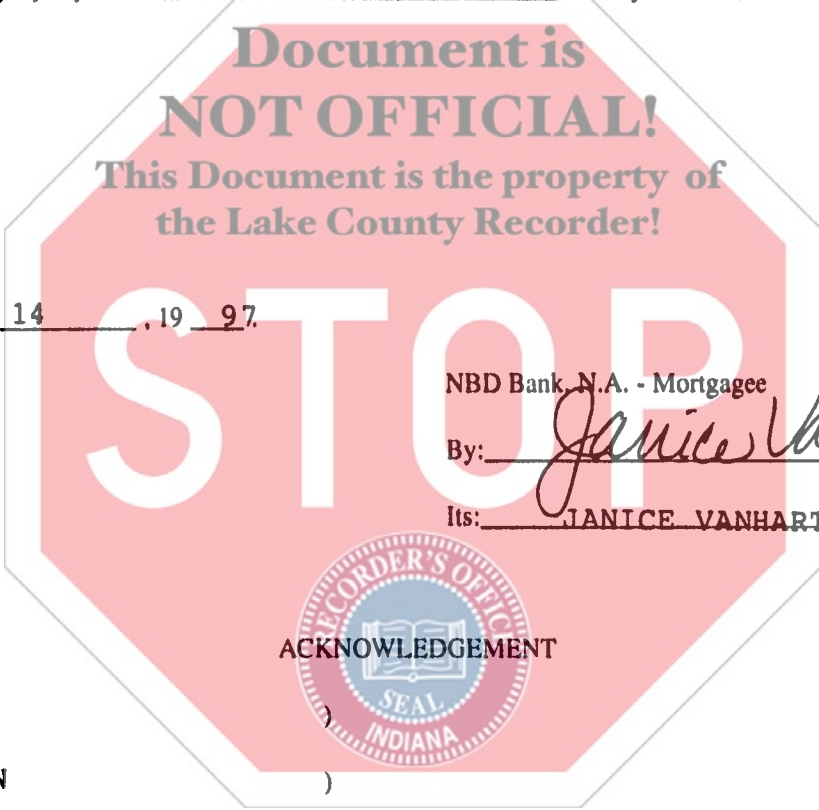 Document is
NOT OFFICIAL!
This Document is the property of
the Lake County Recorder!
STOP
14 , 19 97.
NBD Bank, N.A. - Mortgagee
By: Janice
Its: JANICE VANHART
RECORDER'S OFFICE
ACKNOWLEDGEMENT
SEAL
)
INDIANA
N )